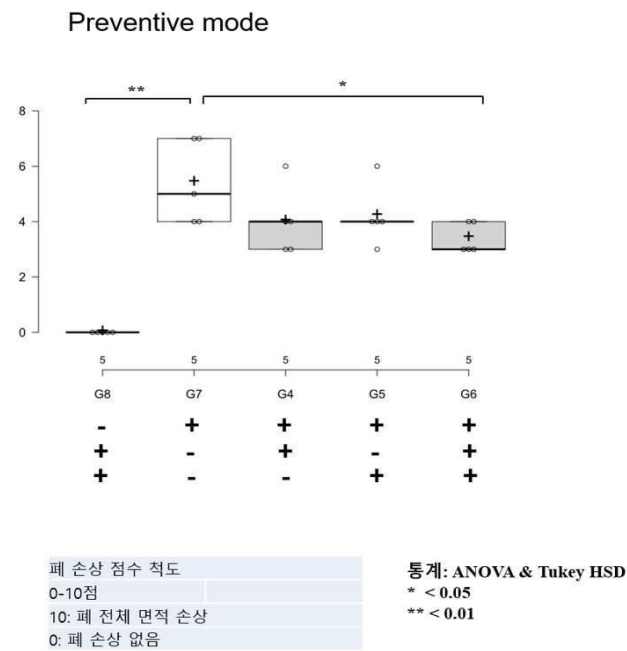 Preventive mode
** *
8
6
4
2
0
5 5 5 5 5
G8 G7 G4 G5 G6
- + + + +
+ - + - +
+ - - + +
폐 손상 점수 척도
0-10점
10: 폐 전체 면적 손상
0: 폐 손상 없음
통계: ANOVA & Tukey HSD
* < 0.05
** < 0.01